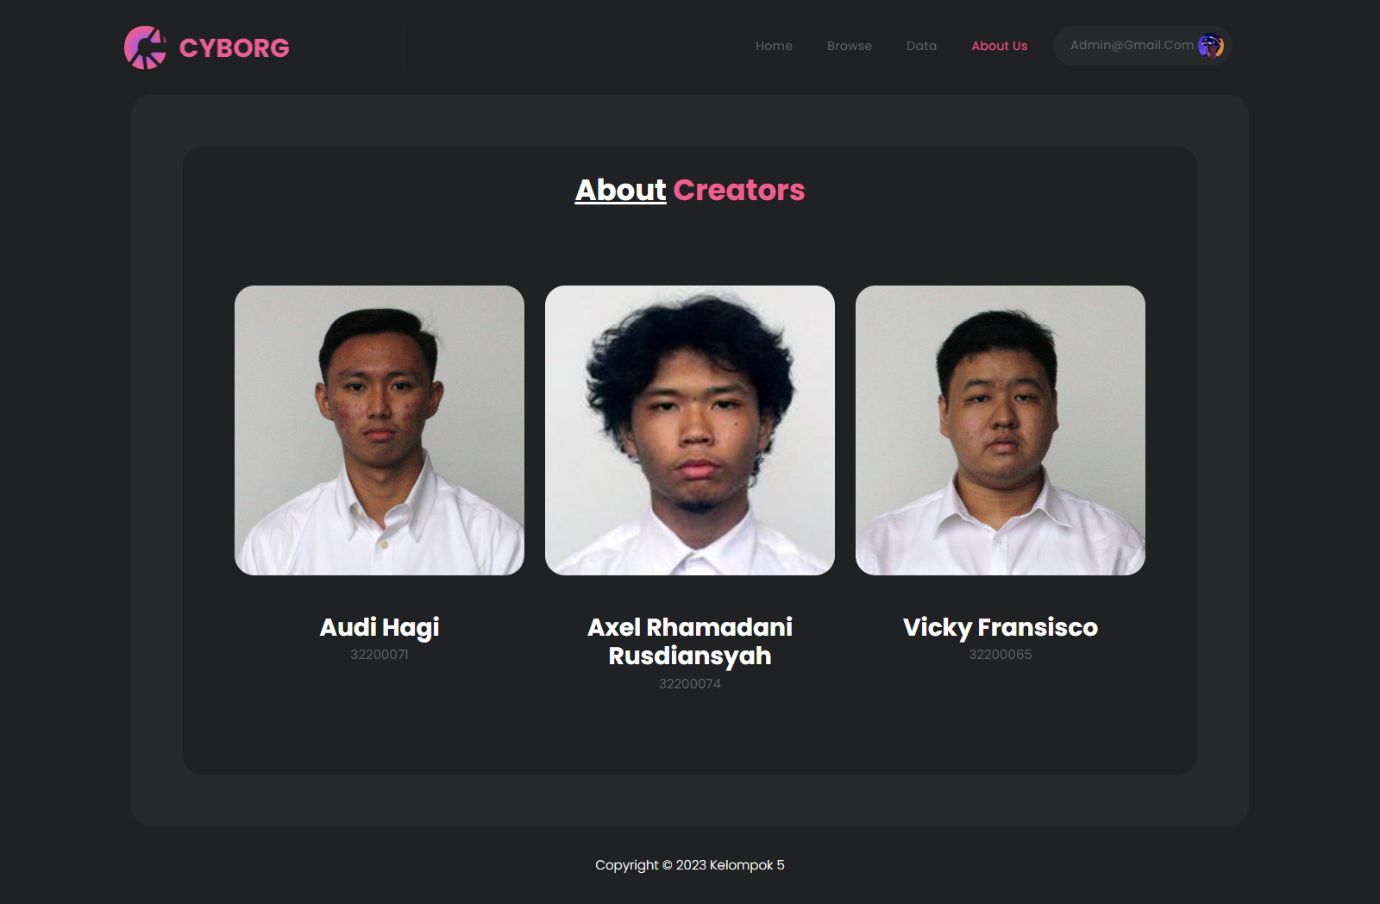 CYBORG
Home Browse Data About Us Admin@Gmail.Com
About Creators
Audi Hagi
32200071
Axel Rhamadani
Rusdiansyah
32200074
Vicky Fransisco
32200065
Copyright © 2023 Kelompok 5